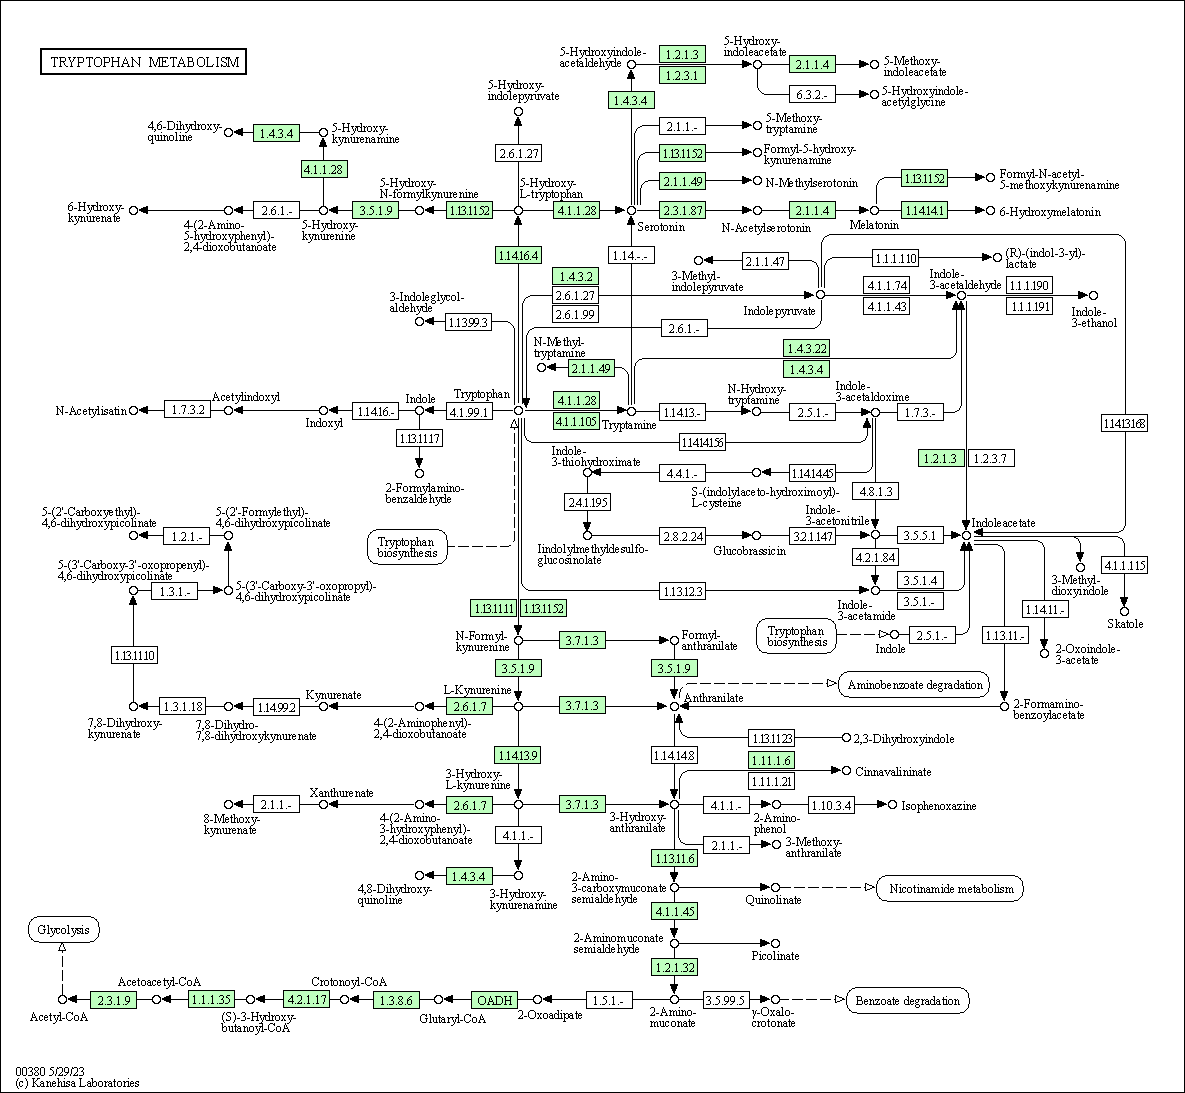 TRYPTOPHAN METABOLISM
5-Hydroxyindole-
acetaldehyde
1.2.1.3
1.2.3.1
5-Hydroxy-
indoleacetate
2.1.1.4
5-Methoxy-
indoleacetate
6.3.2.-
5-Hydroxyindole-
acetylglycine
5-Hydroxy-
indolepyruvate
1.4.3.4
4,6-Dihydroxy-
quinoline
1.4.3.4
5-Hydroxy-
kynurenamine
2.1.1.-
5-Methoxy-
tryptamine
2.6.1.27
1.13.11.52
Formyl-5-hydroxy-
kynurenamine
4.1.1.28
5-Hydroxy-
N-formylkynurenine
5-Hydroxy-
L-tryptophan
2.1.1.49
N-Methylserotonin
1.13.11.52
Formyl-N-acetyl-
5-methoxykynurenamine
6-Hydroxy-
kynurenate
4-(2-Amino-
5-hydroxyphenyl)-
2,4-dioxobutanoate
2.6.1.-
5-Hydroxy-
kynurenine
3.5.1.9
1.13.11.52
4.1.1.28
Serotonin
2.3.1.87
N-Acetylserotonin
2.1.1.4
Melatonin
1.14.14.1
6-Hydroxymelatonin
1.14.16.4
1.14.-.-
3-Methyl-
indolepyruvate
2.1.1.47
1.1.1.110
(R)-(indol-3-yl)-
lactate
1.4.3.2
2.6.1.27
2.6.1.99
Indolepyruvate
4.1.1.74
4.1.1.43
Indole-
3-acetaldehyde
1.1.1.190
1.1.1.191
Indole-
3-ethanol
3-Indoleglycol-
aldehyde
1.13.99.3
2.6.1.-
N-Methyl-
tryptamine
2.1.1.49
1.4.3.22
1.4.3.4
N-Acetylisatin
1.7.3.2
Acetylindoxyl
Indoxyl
1.14.16.-
Indole
4.1.99.1
Tryptophan
4.1.1.28
4.1.1.105
Tryptamine
1.14.13.-
N-Hydroxy-
tryptamine
2.5.1.-
Indole-
3-acetaldoxime
1.7.3.-
1.14.13.168
1.13.11.17
1.14.14.156
2-Formylamino-
benzaldehyde
Indole-
3-thiohydroximate
4.4.1.-
S-(indolylaceto-hydroximoyl)-
L-cysteine
1.14.14.45
1.2.1.3
1.2.3.7
4.8.1.3
2.4.1.195
5-(2'-Carboxyethyl)-
4,6-dihydroxypicolinate
1.2.1.-
5-(2'-Formylethyl)-
4,6-dihydroxypicolinate
Tryptophan
biosynthesis
Iindolylmethyldesulfo-
glucosinolate
2.8.2.24
Glucobrassicin
3.2.1.147
Indole-
3-acetonitrile
3.5.5.1
Indoleacetate
4.2.1.84
5-(3'-Carboxy-3'-oxopropenyl)-
4,6-dihydroxypicolinate
1.3.1.-
5-(3'-Carboxy-3'-oxopropyl)-
4,6-dihydroxypicolinate
1.13.12.3
Indole-
3-acetamide
3.5.1.4
3.5.1.-
3-Methyl-
dioxyindole
4.1.1.115
Skatole
1.13.11.11
1.13.11.52
1.14.11.-
1.13.11.-
Tryptophan
biosynthesis
Indole
2.5.1.-
2-Oxoindole-
3-acetate
1.13.11.10
N-Formyl-
kynurenine
3.7.1.3
Formyl-
anthranilate
3.5.1.9
3.5.1.9
Aminobenzoate degradation
7,8-Dihydroxy-
kynurenate
1.3.1.18
7,8-Dihydro-
7,8-dihydroxykynurenate
1.14.99.2
Kynurenate
4-(2-Aminophenyl)-
2,4-dioxobutanoate
2.6.1.7
L-Kynurenine
3.7.1.3
Anthranilate
2-Formamino-
benzoylacetate
1.14.13.9
1.14.14.8
1.13.11.23
2,3-Dihydroxyindole
1.11.1.6
1.11.1.21
Cinnavalininate
8-Methoxy-
kynurenate
2.1.1.-
Xanthurenate
4-(2-Amino-
3-hydroxyphenyl)-
2,4-dioxobutanoate
2.6.1.7
3-Hydroxy-
L-kynurenine
3.7.1.3
3-Hydroxy-
anthranilate
4.1.1.-
2-Amino-
phenol
1.10.3.4
Isophenoxazine
4.1.1.-
2.1.1.-
3-Methoxy-
anthranilate
1.13.11.6
4,8-Dihydroxy-
quinoline
1.4.3.4
3-Hydroxy-
kynurenamine
2-Amino-
3-carboxymuconate
semialdehyde
Quinolinate
Nicotinamide metabolism
4.1.1.45
Glycolysis
2-Aminomuconate
semialdehyde
Picolinate
1.2.1.32
Acetyl-CoA
2.3.1.9
Acetoacetyl-CoA
1.1.1.35
(S)-3-Hydroxy-
butanoyl-CoA
4.2.1.17
Crotonoyl-CoA
1.3.8.6
Glutaryl-CoA
OADH
2-Oxoadipate
1.5.1.-
2-Amino-
muconate
3.5.99.5
γ-Oxalo-
crotonate
Benzoate degradation
00380 5/29/23
(c) Kanehisa Laboratories